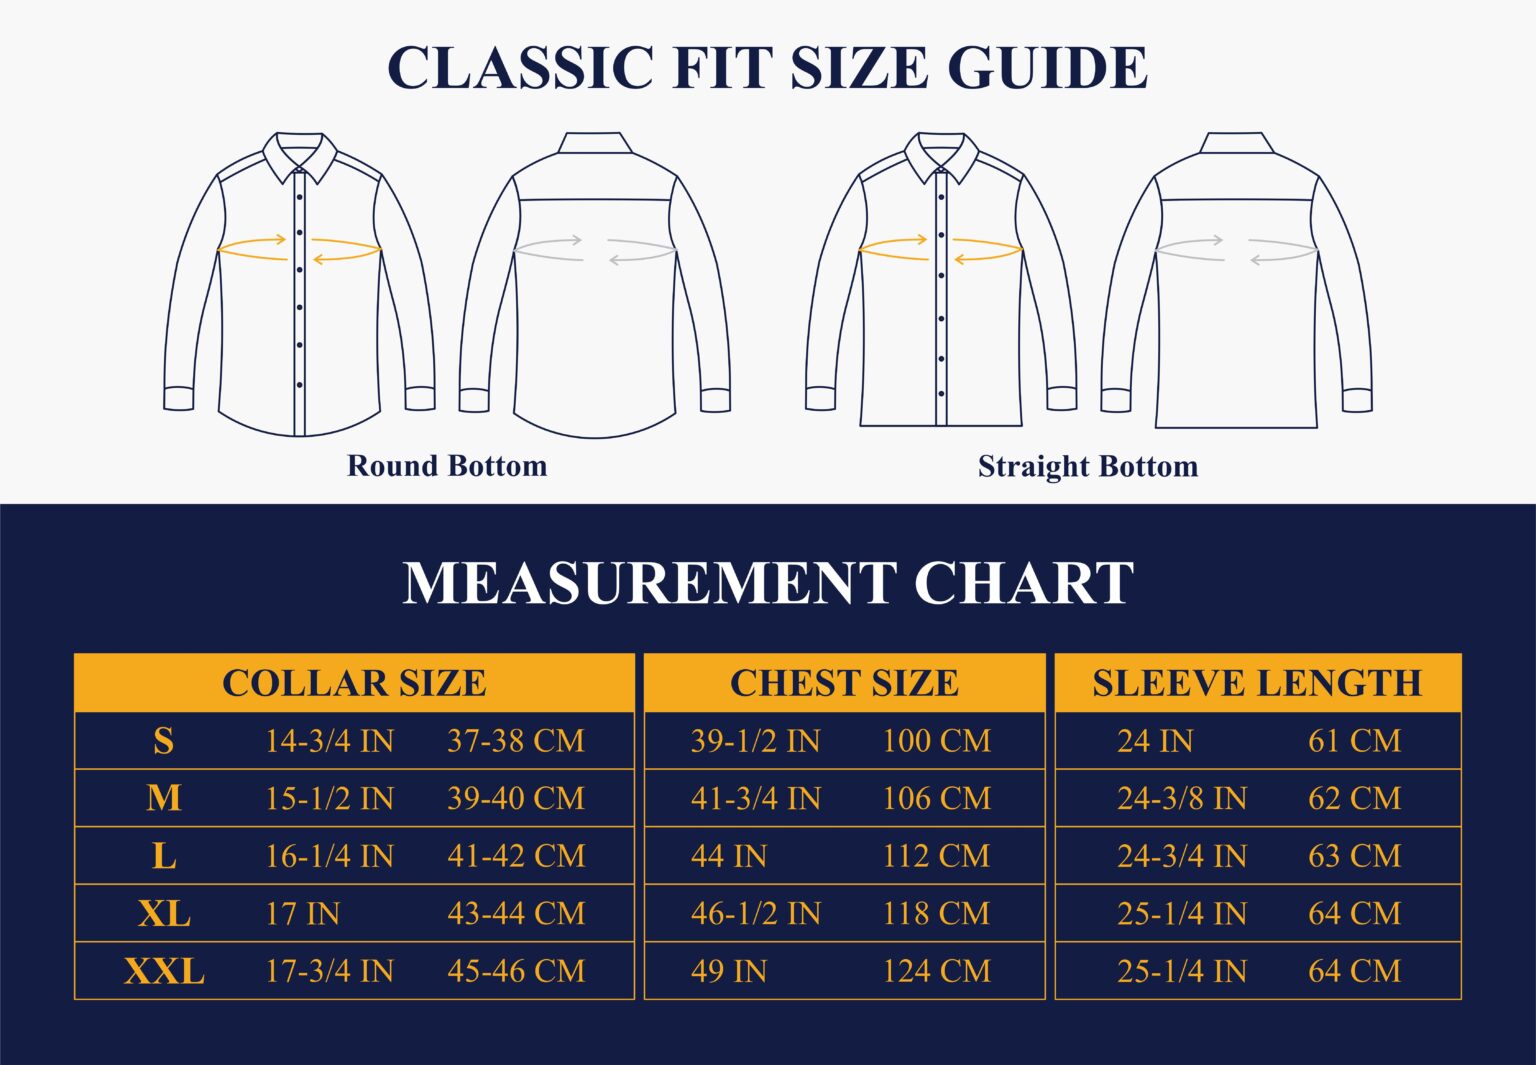 CLASSIC FIT SIZE GUIDE
Round Bottom
Straight Bottom
MEASUREMENT CHART
COLLAR SIZE CHEST SIZE SLEEVE LENGTH
S 14-3/4 IN 37-38 CM 39-1/2 IN 100 CM 24 IN 61 CM
M 15-1/2 IN 39-40 CM 41-3/4 IN 106 CM 24-3/8 IN 62 CM
L 16-1/4 IN 41-42 CM 44 IN 112 CM 24-3/4 IN 63 CM
XL 17 IN 43-44 CM 46-1/2 IN 118 CM 25-1/4 IN 64 CM
XXL 17-3/4 IN 45-46 CM 49 IN 124 CM 25-1/4 IN 64 CM